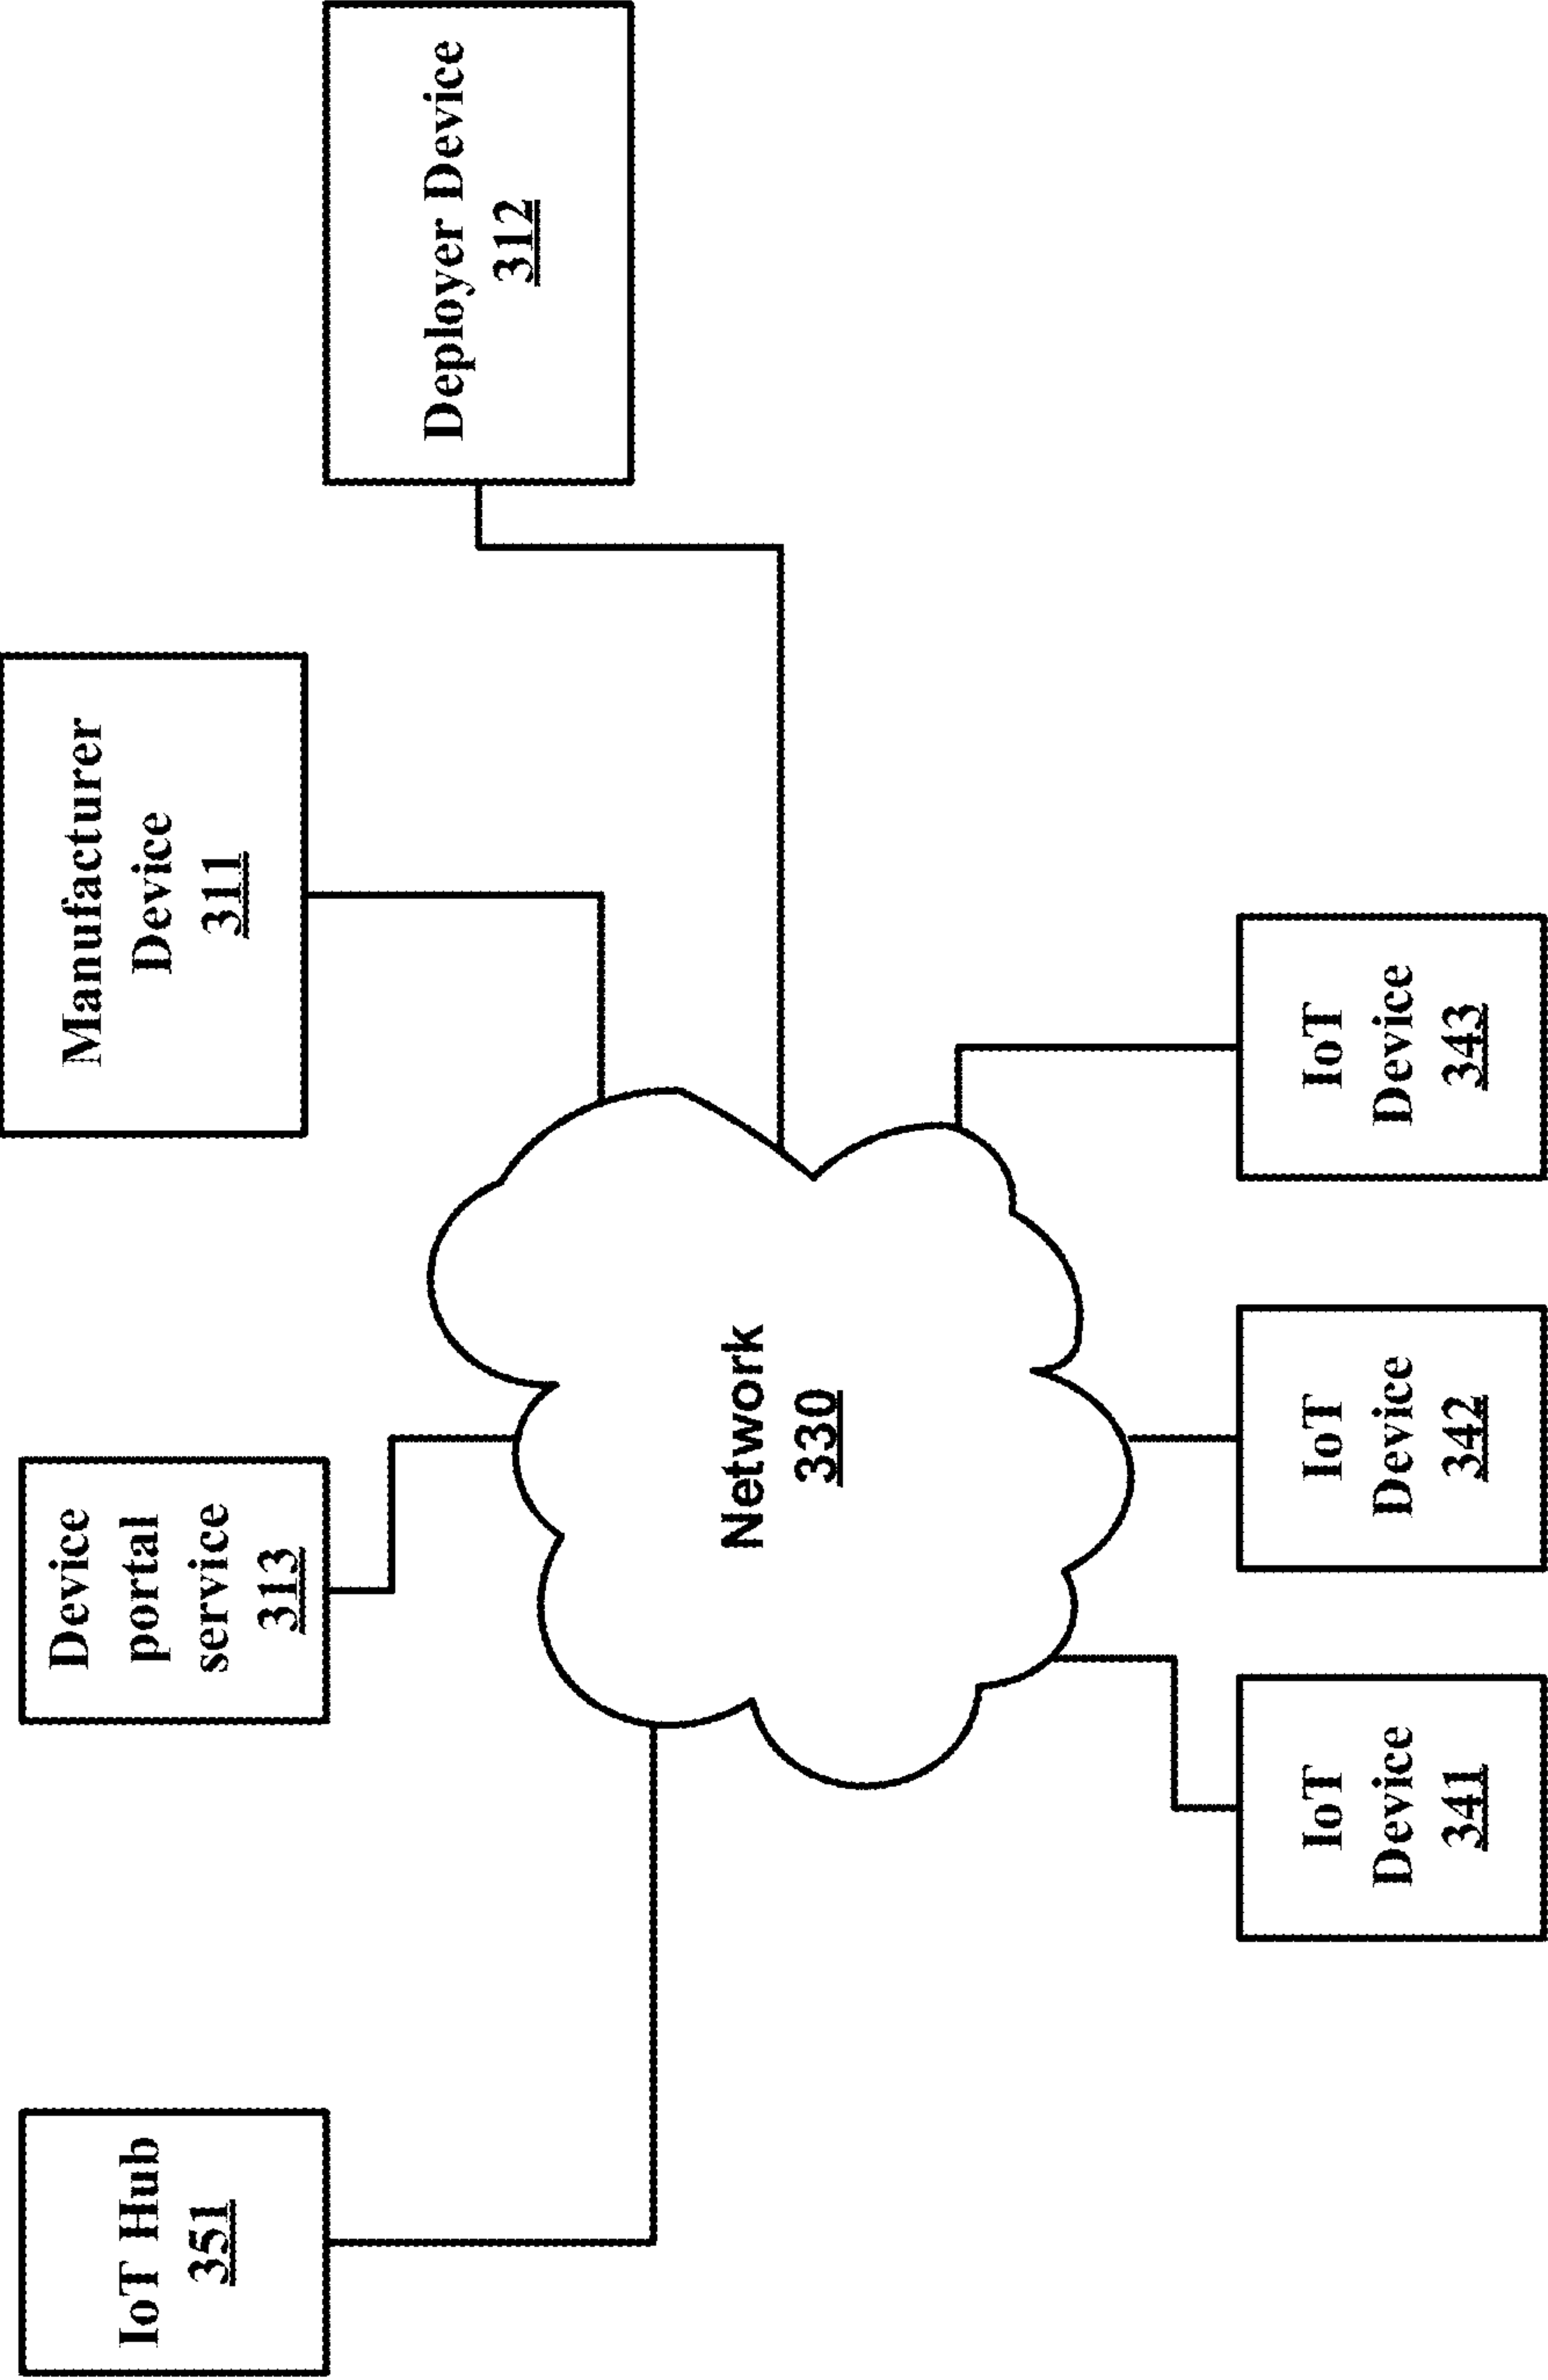 IoT Hub
351
Device
portal
service
313
Manufacturer
Device
311
Deployer Device
312
Network
330
IoT
Device
341
IoT
Device
342
IoT
Device
343